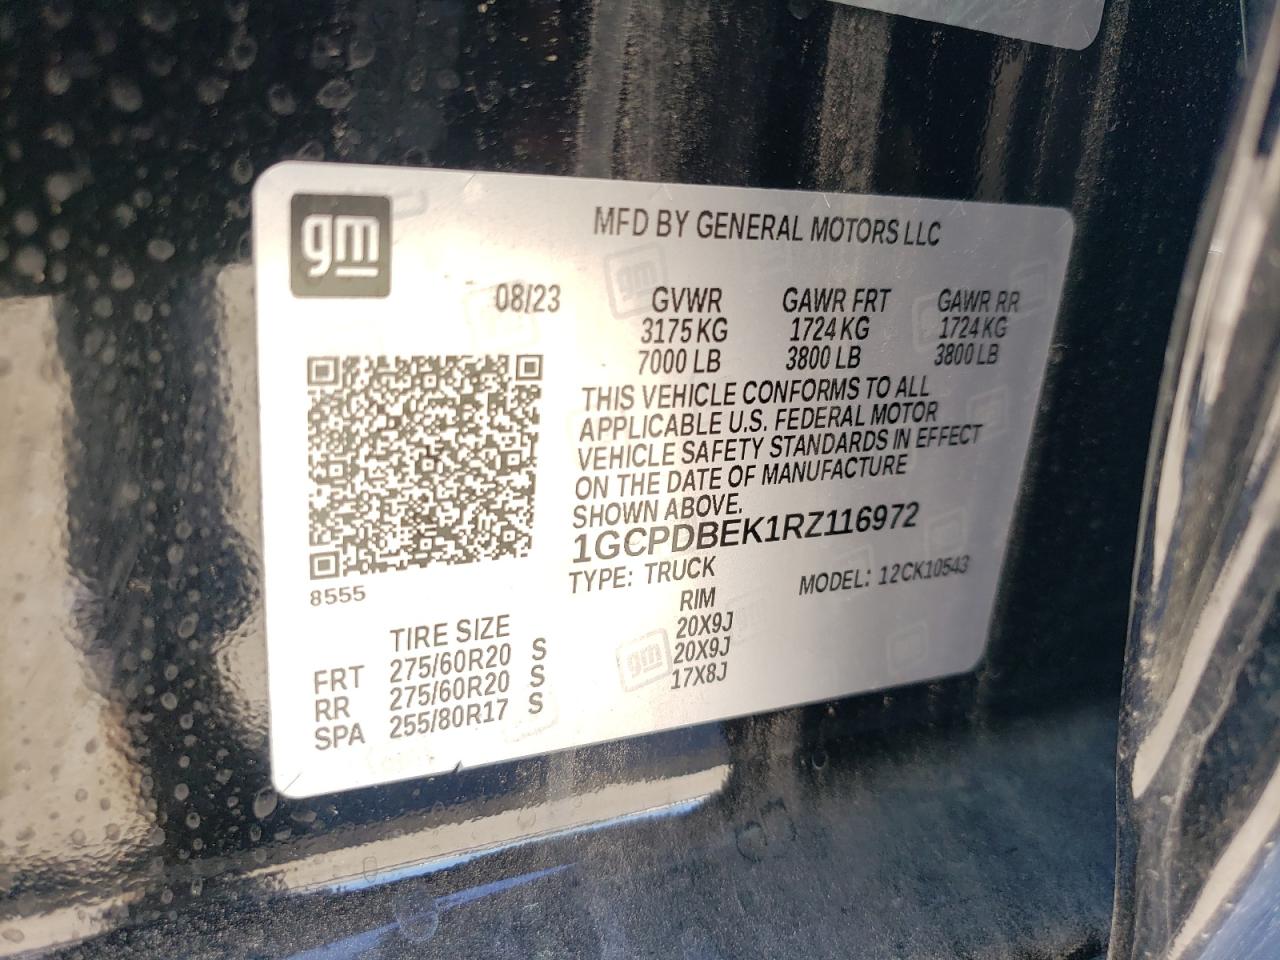 gm
MFD BY GENERAL MOTORS LLC
08/23
GVWR GAWR FRT GAWR RR
3175 KG 1724 KG 1724 KG
7000 LB 3800 LB 3800 LB
THIS VEHICLE CONFORMS TO ALL
APPLICABLE U.S. FEDERAL MOTOR
VEHICLE SAFETY STANDARDS IN EFFECT
ON THE DATE OF MANUFACTURE
SHOWN ABOVE.
1GCPDBEK1RZ116972
TYPE: TRUCK MODEL: 12CK10543
8555
TIRE SIZE RIM
FRT 275/60R20 S 20X9J
RR 275/60R20 S 20X9J
SPA 255/80R17 S 17X8J